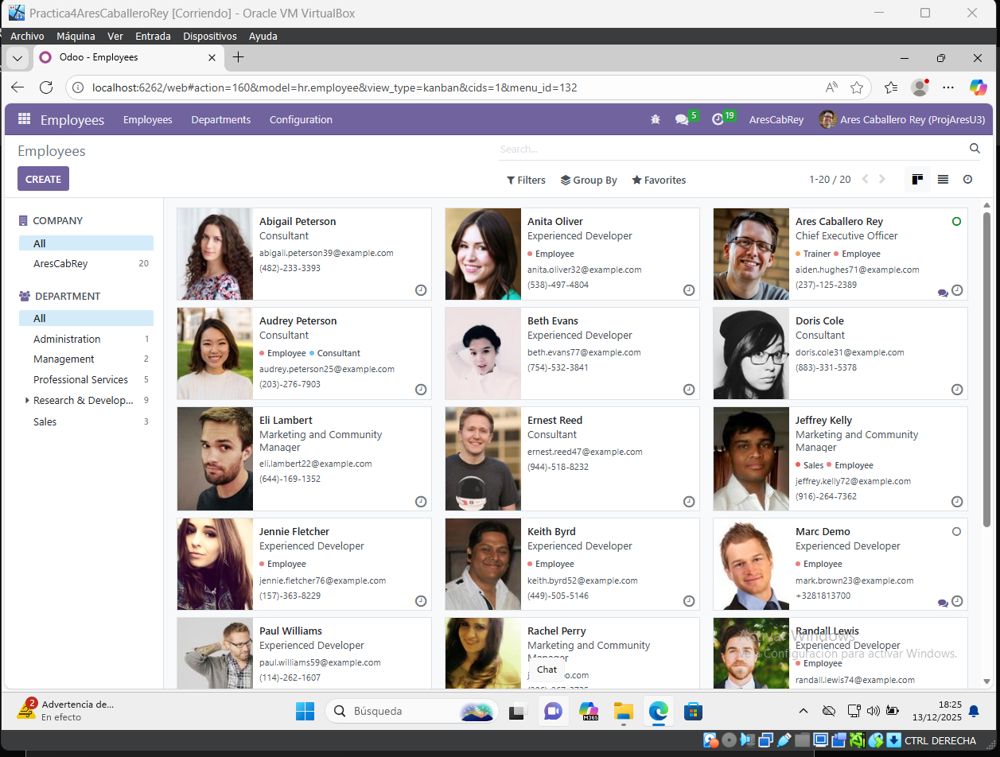 Practica4AresCaballeroRey [Corriendo] - Oracle VM VirtualBox
Archivo Máquina Ver Entrada Dispositivos Ayuda
Odoo - Employees
localhost:6262/web#action=160&model=hr.employee&view_type=kanban&cids=1&menu_id=132
Employees Employees Departments Configuration 5 19 AresCabRey Ares Caballero Rey (ProjAresU3)
Employees
Search...
CREATE
Filters Group By Favorites 1-20 / 20
COMPANY
All
AresCabRey 20
DEPARTMENT
All
Administration 1
Management 2
Professional Services 5
Research & Develop... 9
Sales 3
Abigail Peterson
Consultant
abigail.peterson39@example.com
(482)-233-3393
Anita Oliver
Experienced Developer
Employee
anita.oliver32@example.com
(538)-497-4804
Ares Caballero Rey
Chief Executive Officer
Trainer Employee
aiden.hughes71@example.com
(237)-125-2389
Audrey Peterson
Consultant
Employee Consultant
audrey.peterson25@example.com
(203)-276-7903
Beth Evans
Experienced Developer
beth.evans77@example.com
(754)-532-3841
Doris Cole
Consultant
doris.cole31@example.com
(883)-331-5378
Eli Lambert
Marketing and Community
Manager
eli.lambert22@example.com
(644)-169-1352
Ernest Reed
Consultant
ernest.reed47@example.com
(944)-518-8232
Jeffrey Kelly
Marketing and Community
Manager
Sales Employee
jeffrey.kelly72@example.com
(916)-264-7362
Jennie Fletcher
Experienced Developer
Employee
jennie.fletcher76@example.com
(157)-363-8229
Keith Byrd
Experienced Developer
Employee
keith.byrd52@example.com
(449)-505-5146
Marc Demo
Experienced Developer
Employee
mark.brown23@example.com
+3281813700
Paul Williams
Experienced Developer
paul.williams59@example.com
(114)-262-1607
Rachel Perry
Marketing and Community
Manager
Chat
Randall Lewis
Experienced Developer
Employee
randall.lewis74@example.com
Activar Windows
Ve a Configuración para activar Windows.
2
Advertencia de...
En efecto
Búsqueda
M365
18:25
13/12/2025
CTRL DERECHA